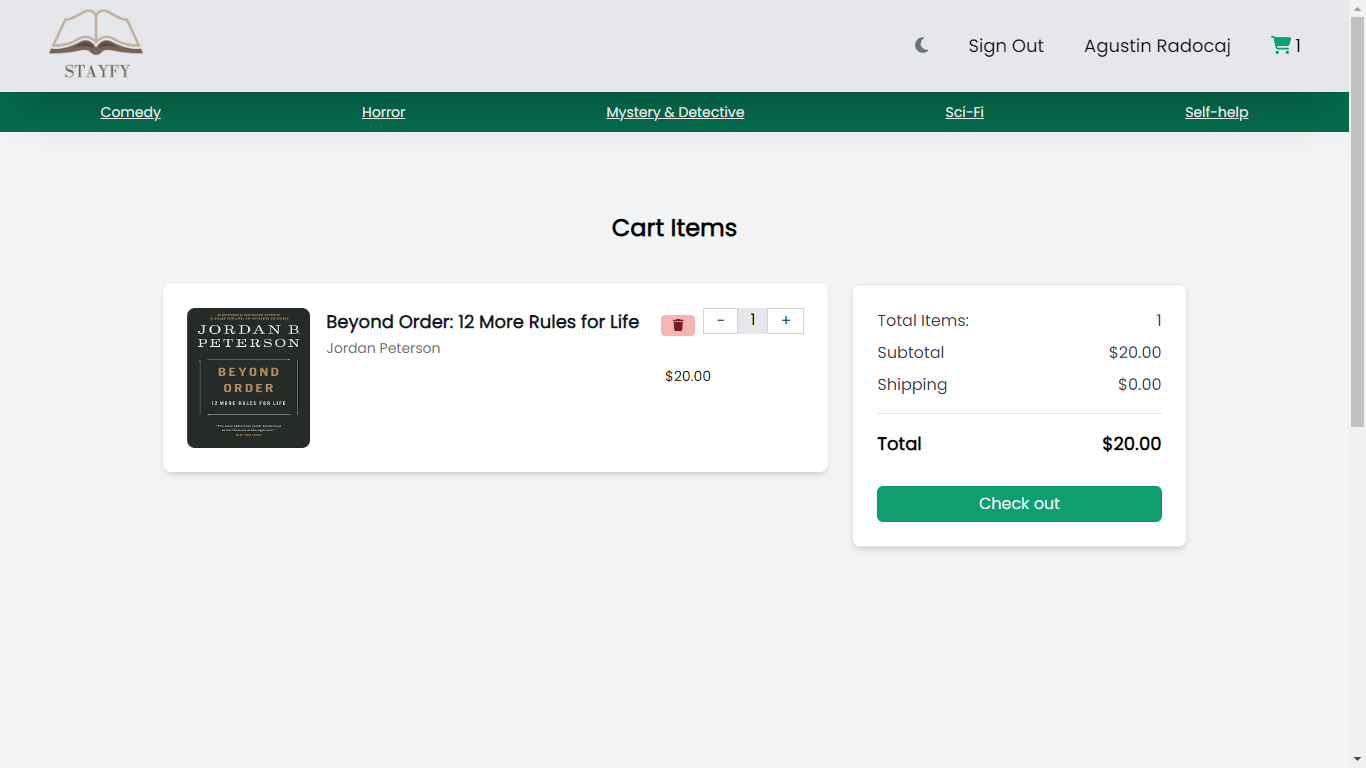 STAYFY
Sign Out
Agustin Radocaj
1
Comedy
Horror
Mystery & Detective
Sci-Fi
Self-help
Cart Items
JORDAN B.
PETERSON
BEYOND
ORDER
12 MORE RULES FOR LIFE
Beyond Order: 12 More Rules for Life
Jordan Peterson
- 1 +
$20.00
Total Items: 1
Subtotal $20.00
Shipping $0.00
Total $20.00
Check out